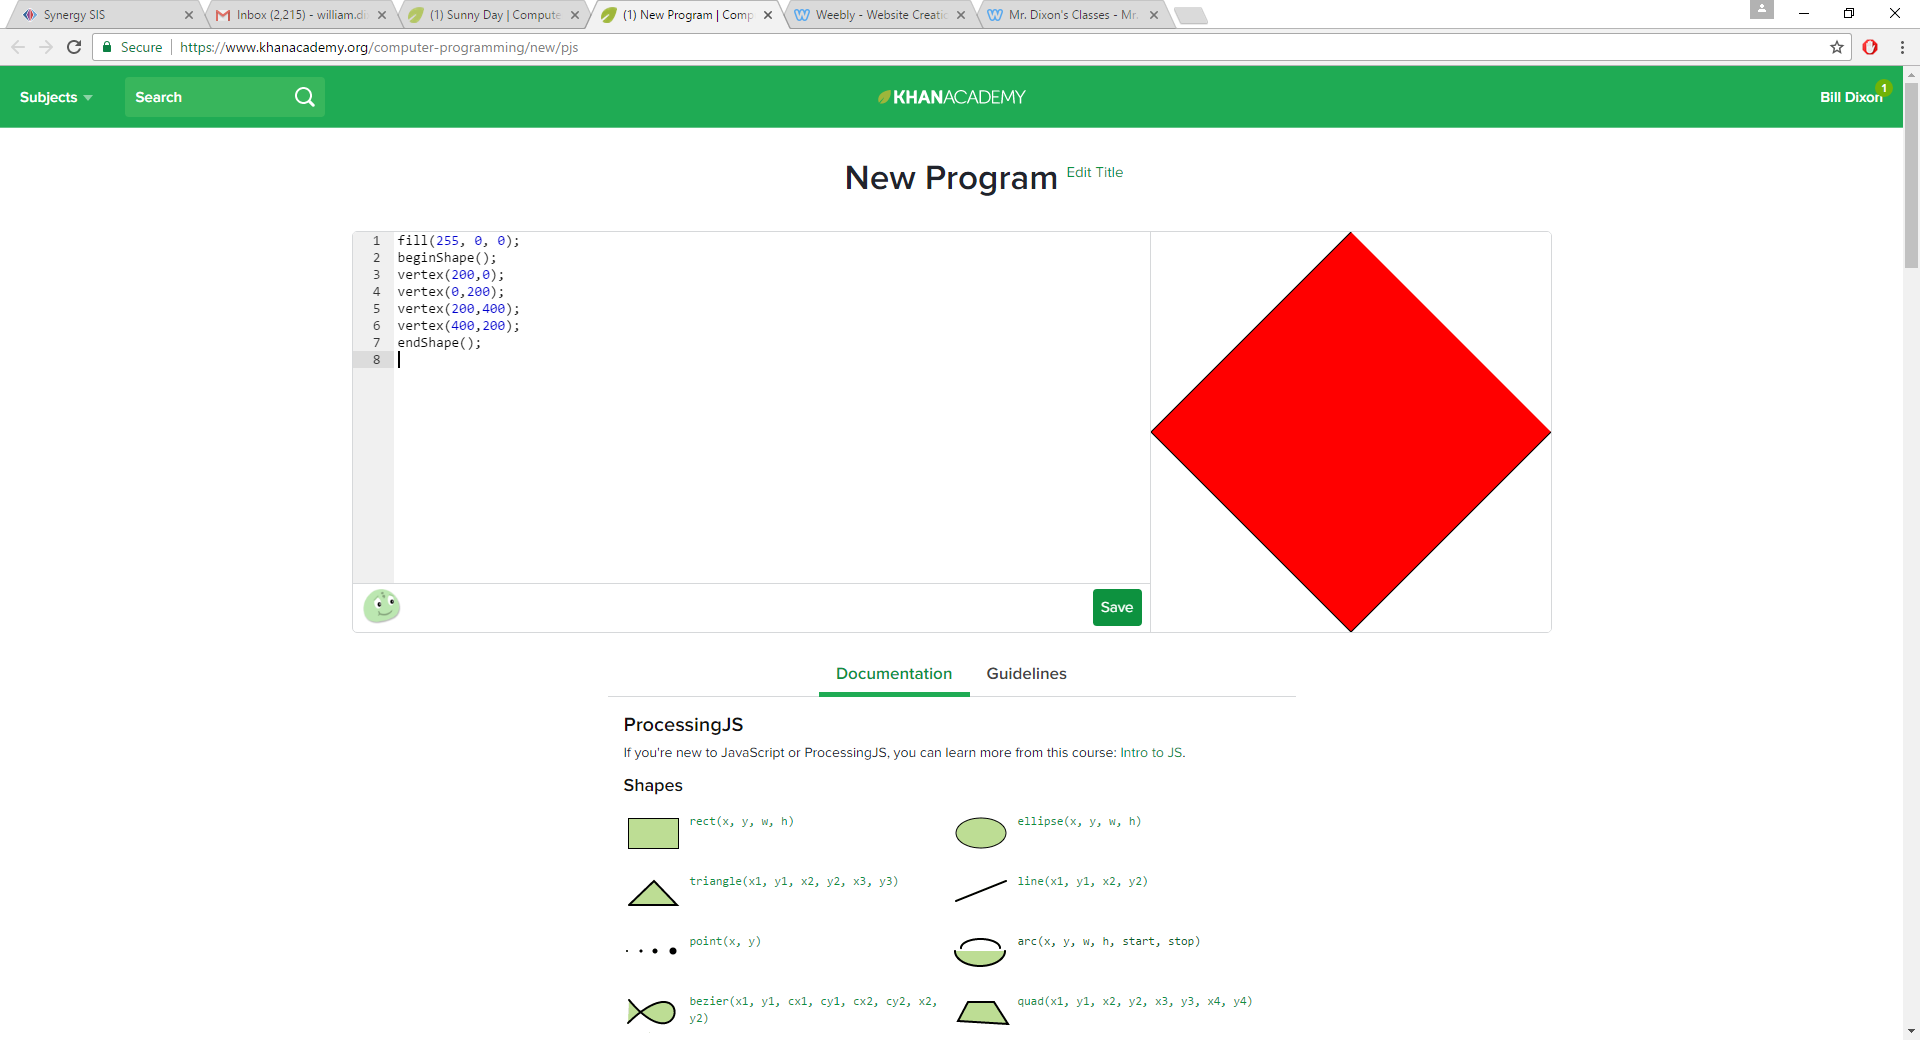 Synergy SIS
Inbox (2,215) - william.di
(1) Sunny Day | Compute
(1) New Program | Comp
Weebly - Website Creatic
Mr. Dixon's Classes - Mr.
Secure
https://www.khanacademy.org/computer-programming/new/pjs
Subjects
Search
KHANACADEMY
Bill Dixon
1
New Program
Edit Title
1 fill(255, 0, 0);
2 beginShape();
3 vertex(200,0);
4 vertex(0,200);
5 vertex(200,400);
6 vertex(400,200);
7 endShape();
8
Save
Documentation
Guidelines
ProcessingJS
If you're new to JavaScript or ProcessingJS, you can learn more from this course: Intro to JS.
Shapes
rect(x, y, w, h)
ellipse(x, y, w, h)
triangle(x1, y1, x2, y2, x3, y3)
line(x1, y1, x2, y2)
point(x, y)
arc(x, y, w, h, start, stop)
bezier(x1, y1, cx1, cy1, cx2, cy2, x2,
y2)
quad(x1, y1, x2, y2, x3, y3, x4, y4)